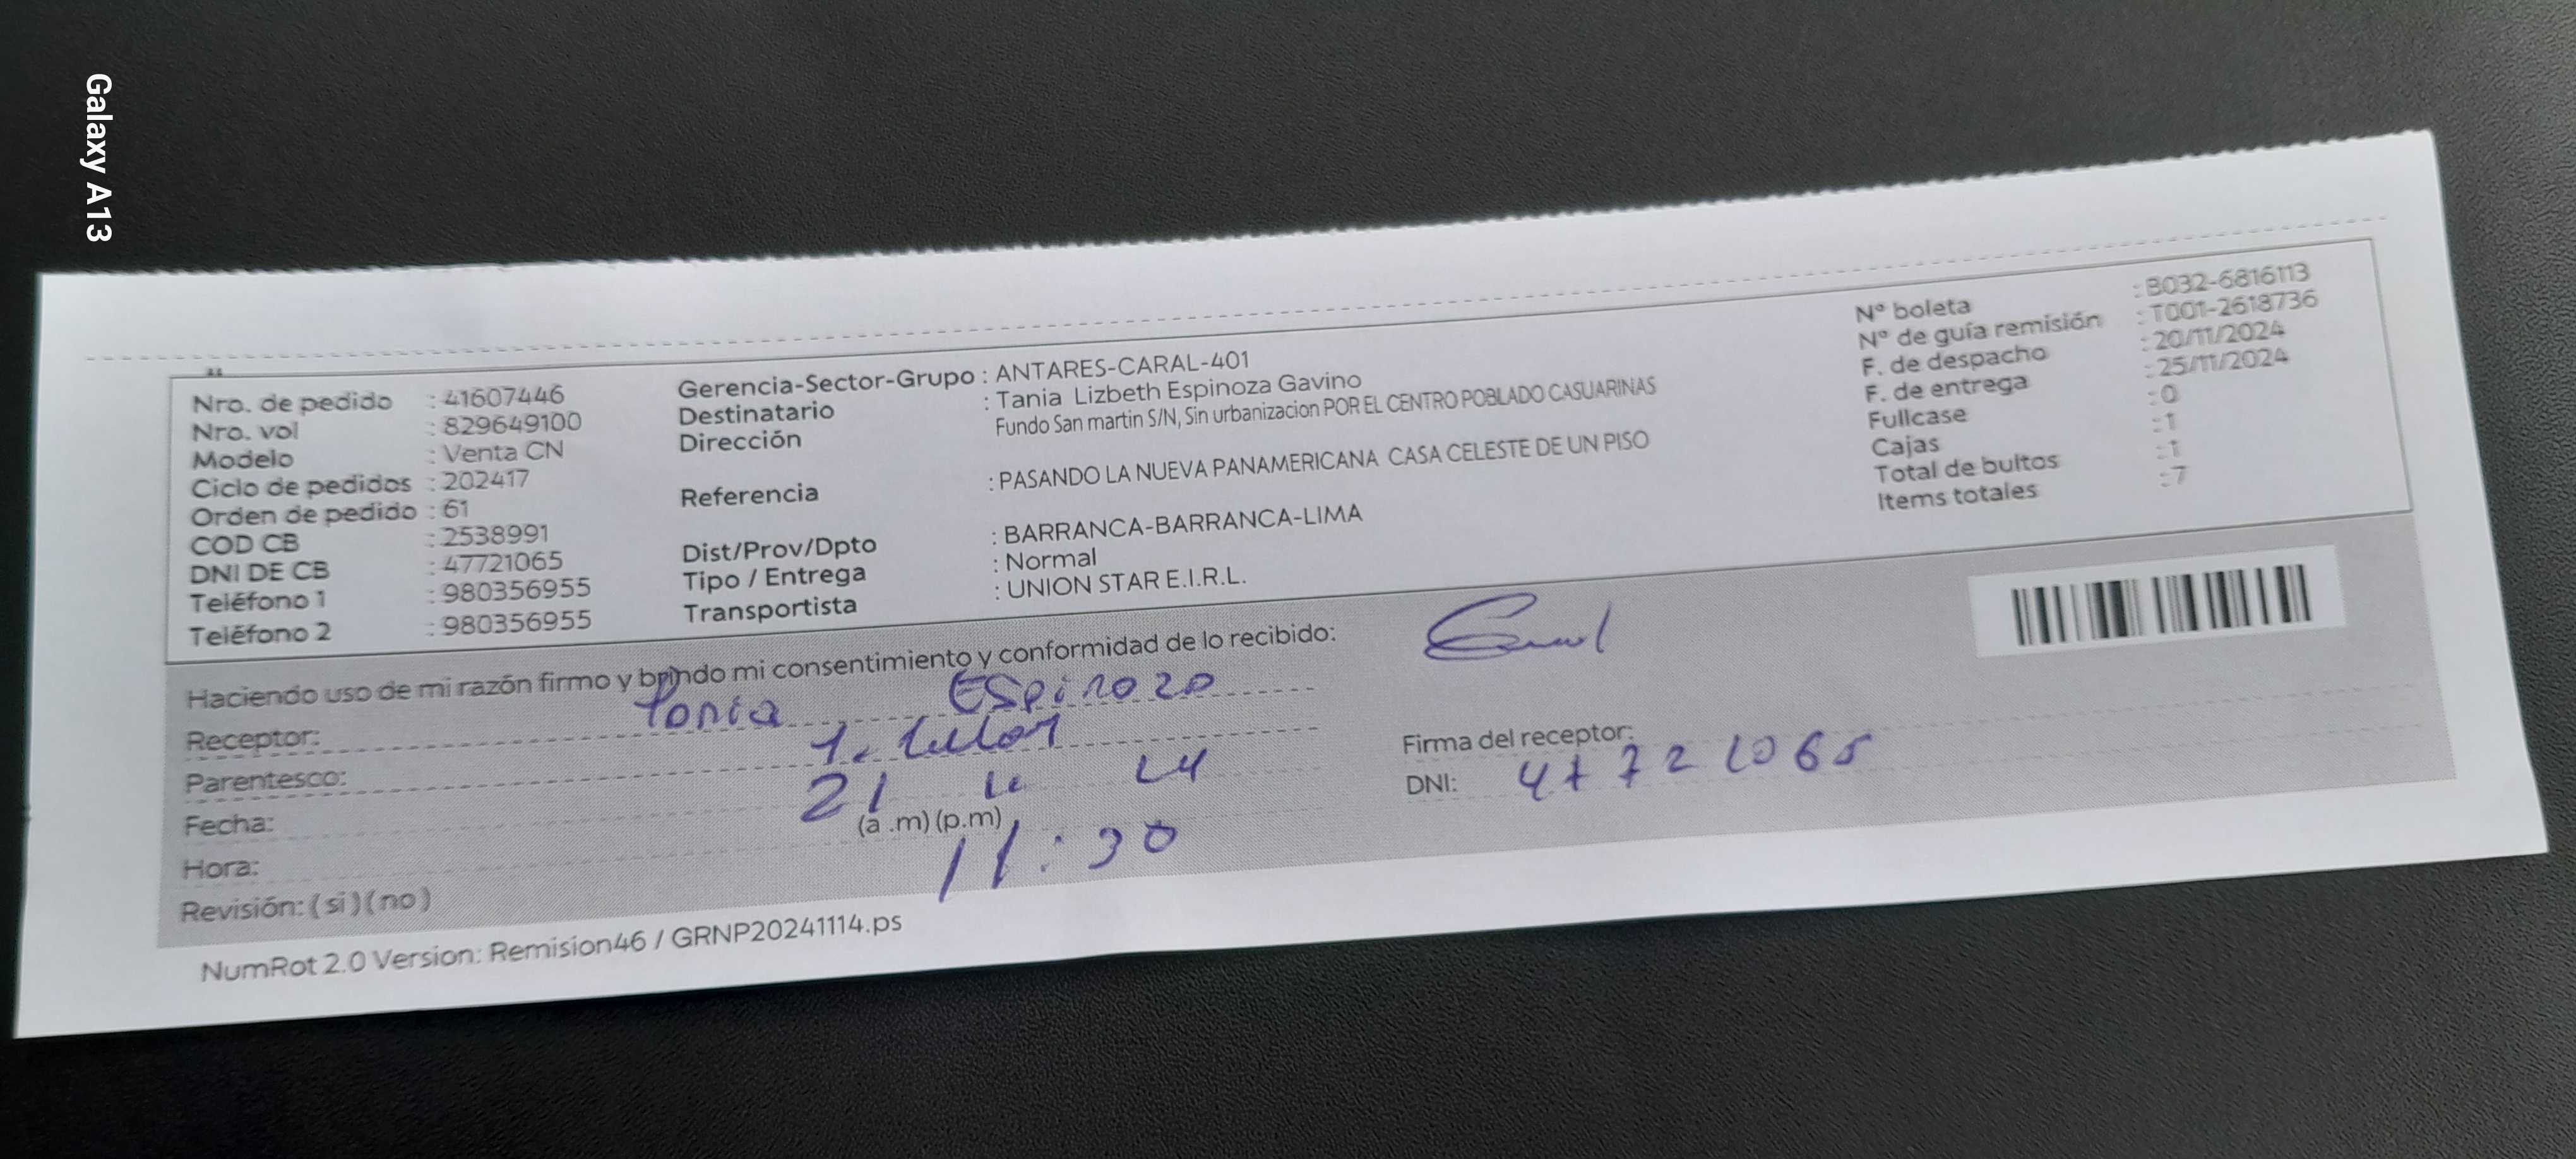 Galaxy A13
Nro. de pedido : 41607446
Nro. vol : 829649100
Modelo : Venta CN
Ciclo de pedidos : 202417
Orden de pedido : 61
COD CB : 2538991
DNI DE CB : 47721065
Teléfono 1 : 980356955
Teléfono 2 : 980356955
Gerencia-Sector-Grupo : ANTARES-CARAL-401
Destinatario : Tania Lizbeth Espinoza Gavino
Dirección Fundo San martin S/N, Sin urbanizacion POR EL CENTRO POBLADO CASUARINAS
Referencia : PASANDO LA NUEVA PANAMERICANA CASA CELESTE DE UN PISO
Dist/Prov/Dpto : BARRANCA-BARRANCA-LIMA
Tipo / Entrega : Normal
Transportista : UNION STAR E.I.R.L.
N° boleta : B032-6816113
N° de guía remisión : T001-2618736
F. de despacho : 20/11/2024
F. de entrega : 25/11/2024
Fullcase : 0
Cajas : 1
Total de bultos : 1
Items totales : 7
Haciendo uso de mi razón firmo y brindo mi consentimiento y conformidad de lo recibido:
Receptor: Tania Espinoza
Parentesco: Titular
Fecha: 21 11 24
Hora: (a .m) (p.m) 11:30
Revisión: ( si ) ( no )
Firma del receptor:
DNI: 47721065
NumRot 2.0 Version: Remision46 / GRNP20241114.ps